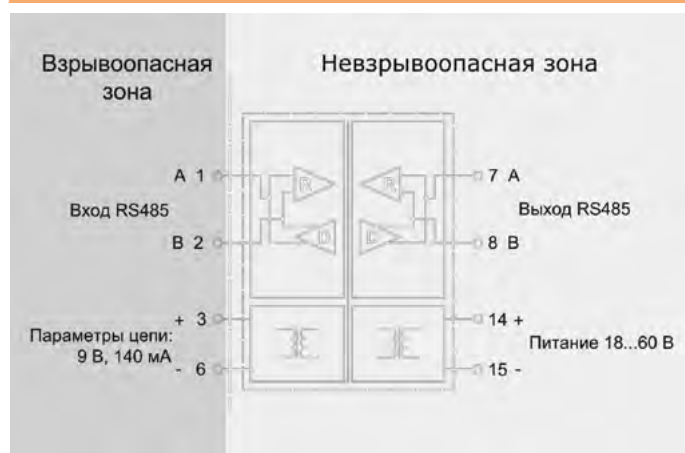 Взрывоопасная
зона
Невзрывоопасная зона
A 1
R
R
7 A
Вход RS485
Выход RS485
B 2
D
D
8 B
+ 3
14 +
Параметры цепи:
9 В, 140 мА
Питание 18...60 В
- 6
15 -